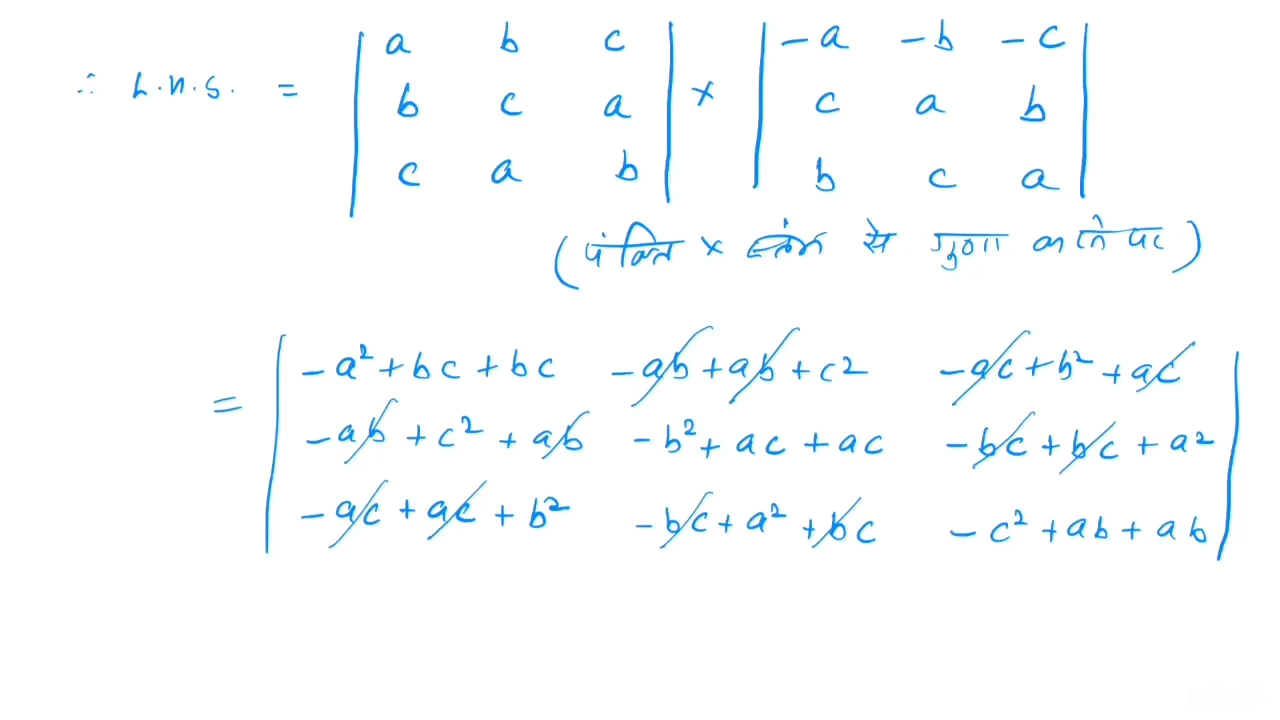 ∴ L.H.S. = | a b c | × | -a -b -c |
| b c a | | c a b |
| c a b | | b c a |
(पंक्ति × स्तंभ से गुणा करने पर)
= | -a² + bc + bc -ab + ab + c² -ac + b² + ac |
| -ab + c² + ab -b² + ac + ac -bc + bc + a² |
| -ac + ac + b² -bc + a² + bc -c² + ab + ab |